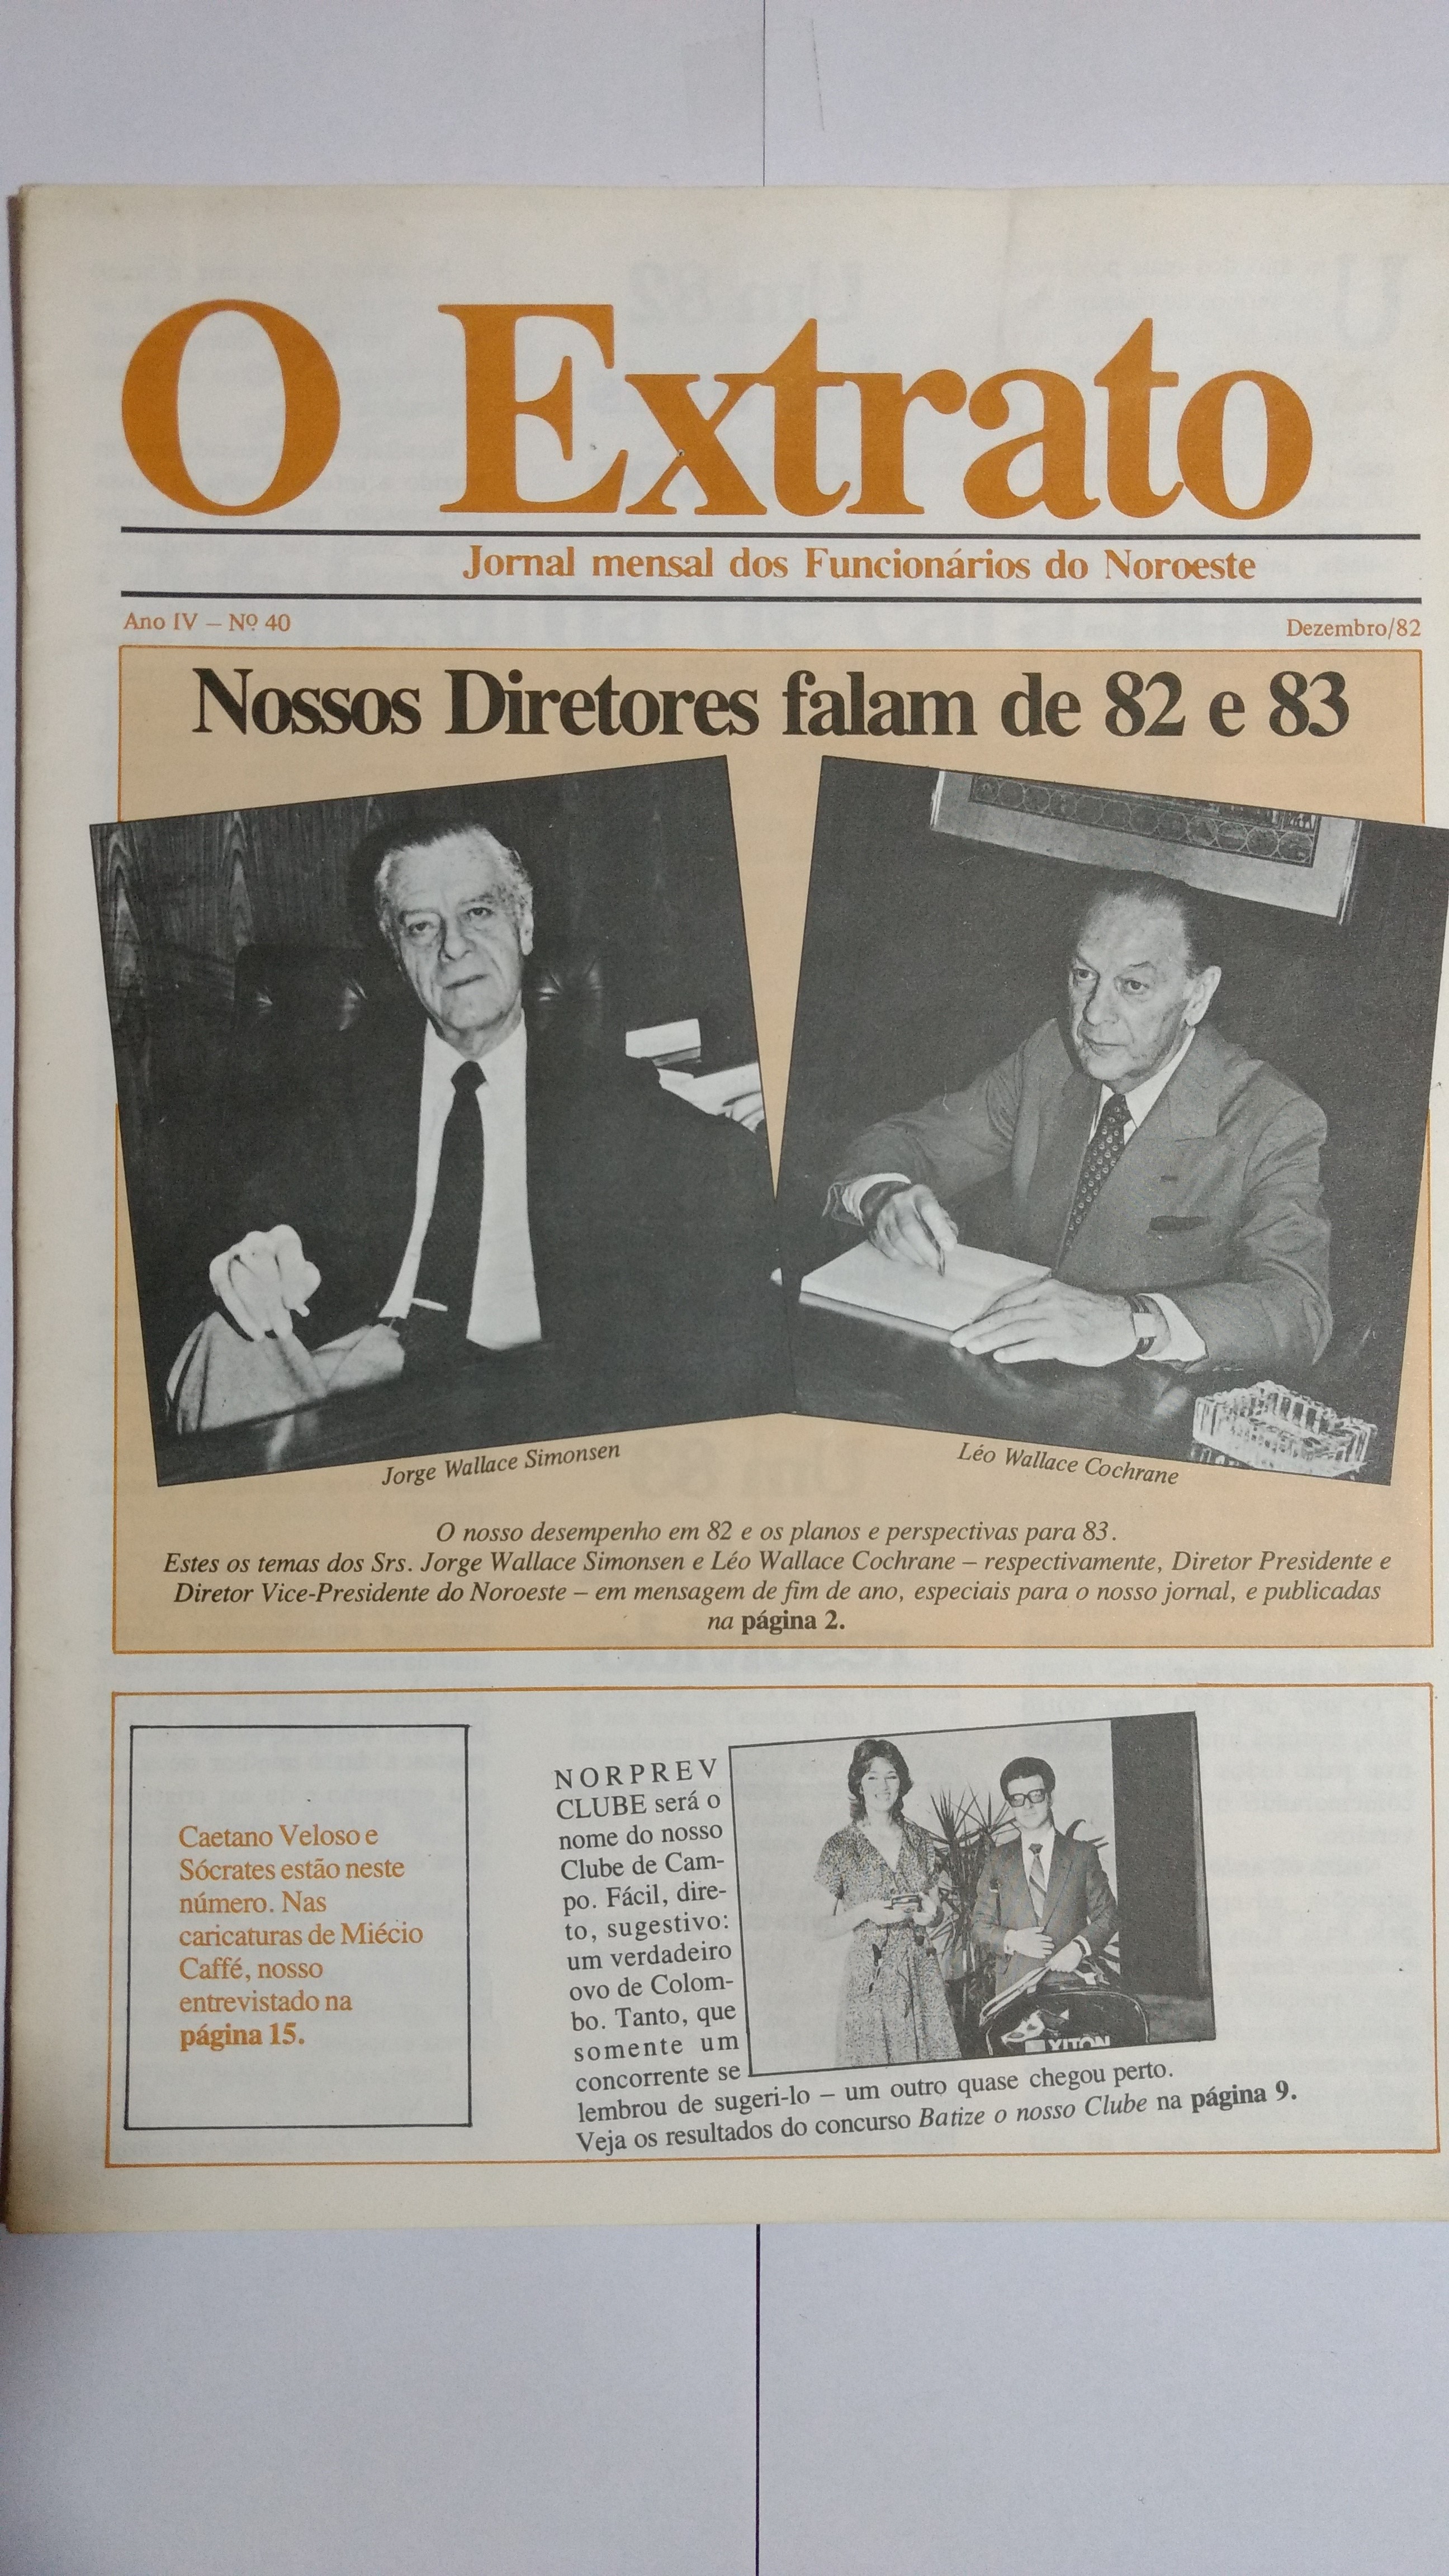 O Extrato
Jornal mensal dos Funcionários do Noroeste
Ano IV – Nº 40
Dezembro/82
Nossos Diretores falam de 82 e 83
Jorge Wallace Simonsen
Léo Wallace Cochrane
O nosso desempenho em 82 e os planos e perspectivas para 83.
Estes os temas dos Srs. Jorge Wallace Simonsen e Léo Wallace Cochrane – respectivamente, Diretor Presidente e
Diretor Vice-Presidente do Noroeste – em mensagem de fim de ano, especiais para o nosso jornal, e publicadas
na página 2.
Caetano Veloso e
Sócrates estão neste
número. Nas
caricaturas de Miécio
Caffé, nosso
entrevistado na
página 15.
NORPREV
CLUBE será o
nome do nosso
Clube de Cam-
po. Fácil, dire-
to, sugestivo:
um verdadeiro
ovo de Colom-
bo. Tanto, que
somente um
concorrente se
lembrou de sugeri-lo – um outro quase chegou perto.
Veja os resultados do concurso Batize o nosso Clube na página 9.